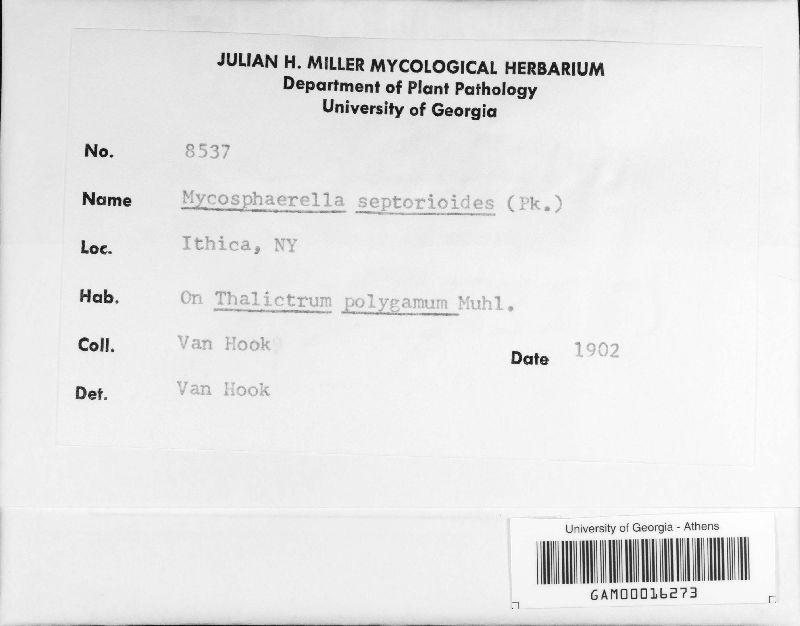 JULIAN H. MILLER MYCOLOGICAL HERBARIUM
Department of Plant Pathology
University of Georgia
No. 8537
Name Mycosphaerella septorioides (Pk.)
Loc. Ithica, NY
Hab. On Thalictrum polygamum Muhl.
Coll. Van Hook Date 1902
Det. Van Hook
University of Georgia - Athens
GAM00016273